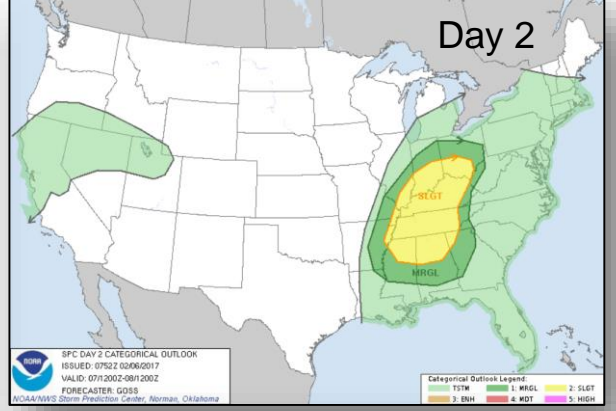 Day 2
SLGT
MRGL
NOAA
SPC DAY 2 CATEGORICAL OUTLOOK
ISSUED: 0752Z 02/06/2017
VALID: 07/1200Z-08/1200Z
FORECASTER: GOSS
NOAA/NWS Storm Prediction Center, Norman, Oklahoma
Categorical Outlook Legend:
TSTM 1: MRGL 2: SLGT
3: ENH 4: MDT 5: HIGH